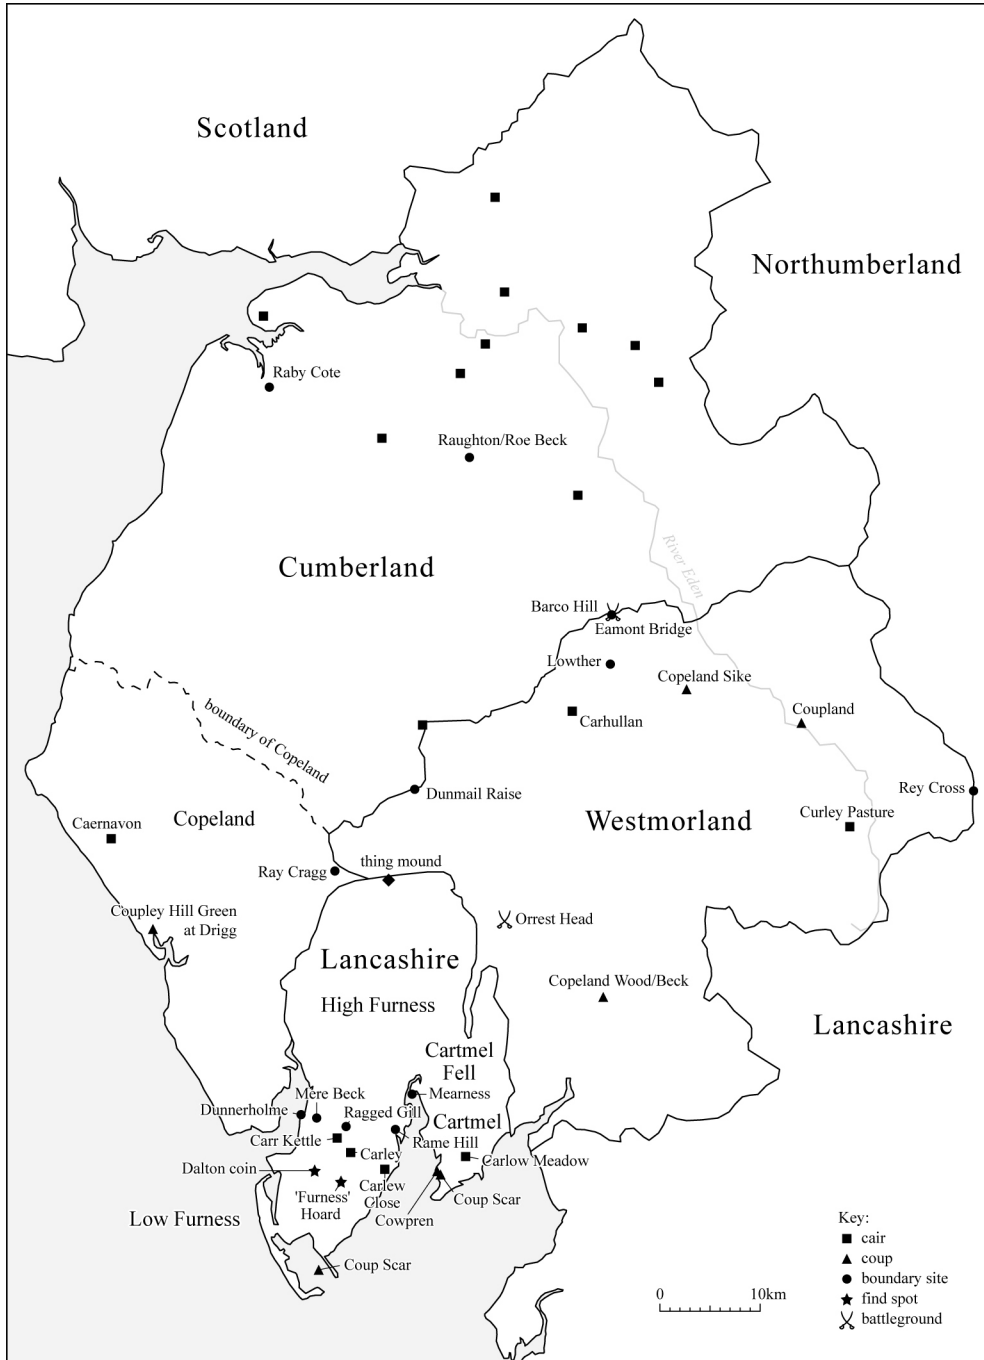 Scotland
Northumberland
Raby Cote
Raughton/Roe Beck
River Eden
Cumberland
Barco Hill
Eamont Bridge
Lowther
Copeland Sike
Carhullan
Coupland
boundary of Copeland
Dunmail Raise
Rey Cross
Copeland
Westmorland
Curley Pasture
Caernavon
thing mound
Ray Cragg
Coupley Hill Green
at Drigg
Orrest Head
Lancashire
High Furness
Copeland Wood/Beck
Lancashire
Cartmel
Fell
Mere Beck
Mearness
Dunnerholme
Ragged Gill
Cartmel
Carr Kettle
Rame Hill
Carley
Carlow Meadow
Dalton coin
'Furness'
Hoard
Carlew
Close
Coup Scar
Cowpren
Low Furness
Coup Scar
Key:
cair
coup
boundary site
find spot
battleground
0 10km